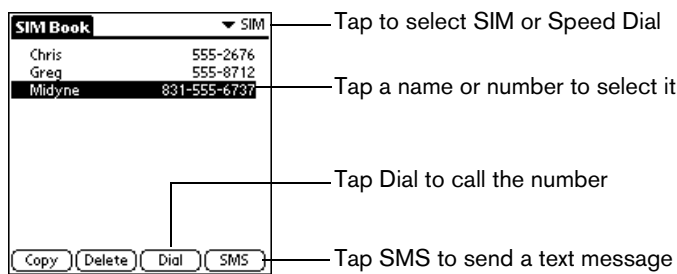 SIM Book ▼ SIM
Tap to select SIM or Speed Dial
Chris 555-2676
Greg 555-8712
Midyne 831-555-6737
Tap a name or number to select it
Tap Dial to call the number
Copy Delete Dial SMS
Tap SMS to send a text message